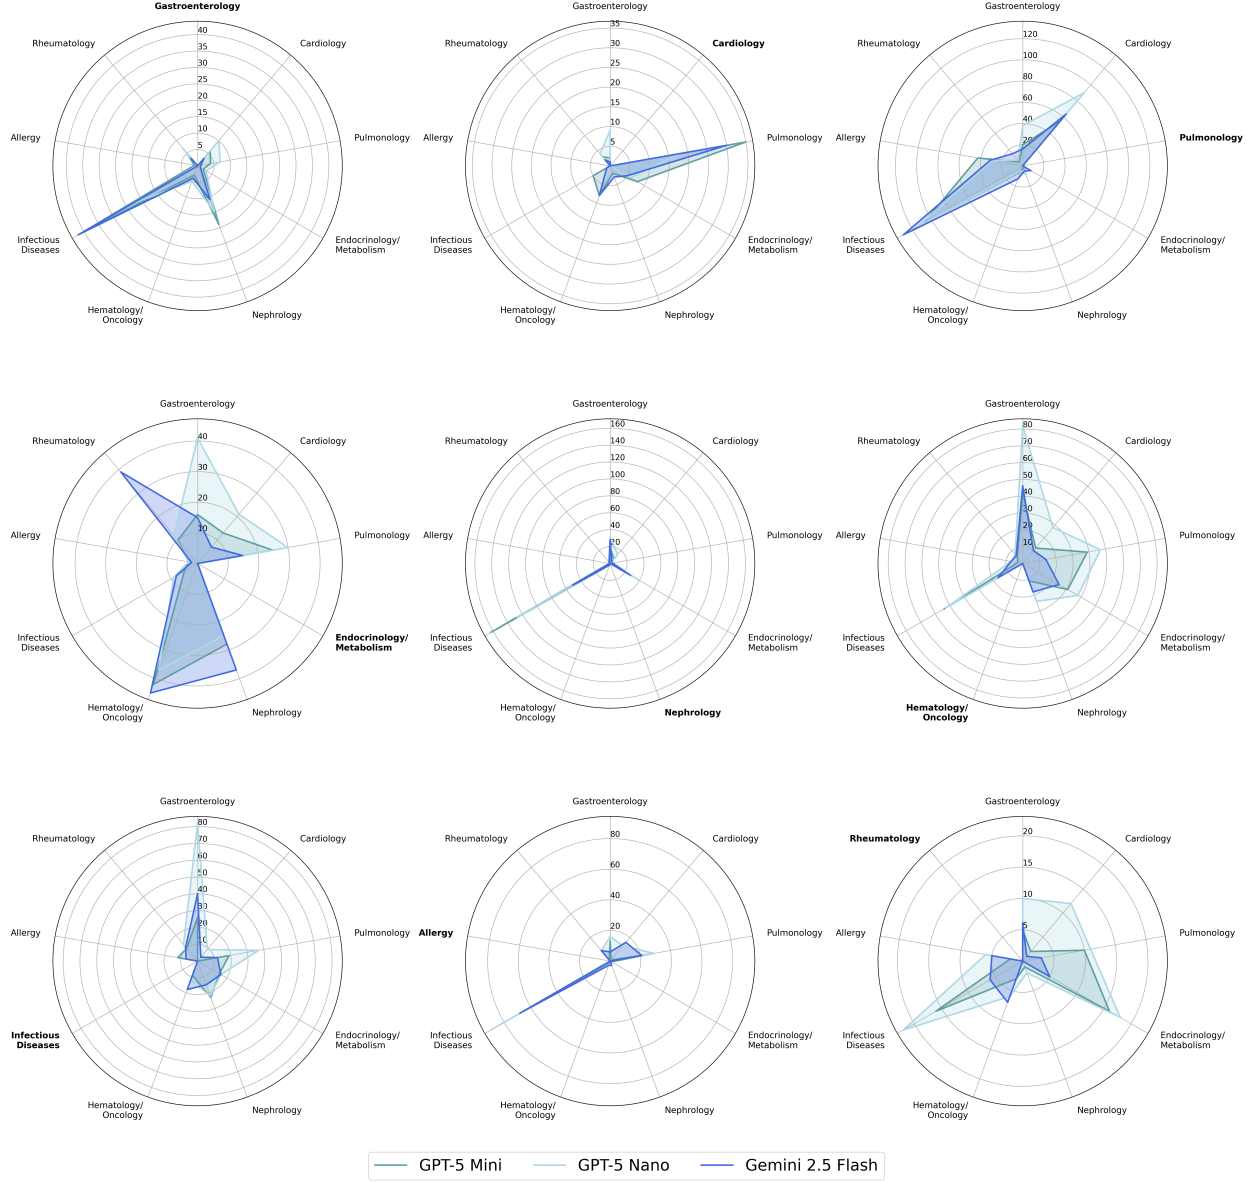 Gastroenterology
Rheumatology
Cardiology
Allergy
Pulmonology
Infectious
Diseases
Endocrinology/
Metabolism
Hematology/
Oncology
Nephrology
40
35
30
25
20
15
10
5
Gastroenterology
Rheumatology
Cardiology
Allergy
Pulmonology
Infectious
Diseases
Endocrinology/
Metabolism
Hematology/
Oncology
Nephrology
35
30
25
20
15
10
5
Gastroenterology
Rheumatology
Cardiology
Allergy
Pulmonology
Infectious
Diseases
Endocrinology/
Metabolism
Hematology/
Oncology
Nephrology
120
100
80
60
40
20
Gastroenterology
Rheumatology
Cardiology
Allergy
Pulmonology
Infectious
Diseases
Endocrinology/
Metabolism
Hematology/
Oncology
Nephrology
40
30
20
10
Gastroenterology
Rheumatology
Cardiology
Allergy
Pulmonology
Infectious
Diseases
Endocrinology/
Metabolism
Hematology/
Oncology
Nephrology
160
140
120
100
80
60
40
20
Gastroenterology
Rheumatology
Cardiology
Allergy
Pulmonology
Infectious
Diseases
Endocrinology/
Metabolism
Hematology/
Oncology
Nephrology
80
70
60
50
40
30
20
10
Gastroenterology
Rheumatology
Cardiology
Allergy
Pulmonology
Infectious
Diseases
Endocrinology/
Metabolism
Hematology/
Oncology
Nephrology
80
70
60
50
40
30
20
10
Gastroenterology
Rheumatology
Cardiology
Allergy
Pulmonology
Infectious
Diseases
Endocrinology/
Metabolism
Hematology/
Oncology
Nephrology
80
60
40
20
Gastroenterology
Rheumatology
Cardiology
Allergy
Pulmonology
Infectious
Diseases
Endocrinology/
Metabolism
Hematology/
Oncology
Nephrology
20
15
10
5
GPT-5 Mini
GPT-5 Nano
Gemini 2.5 Flash